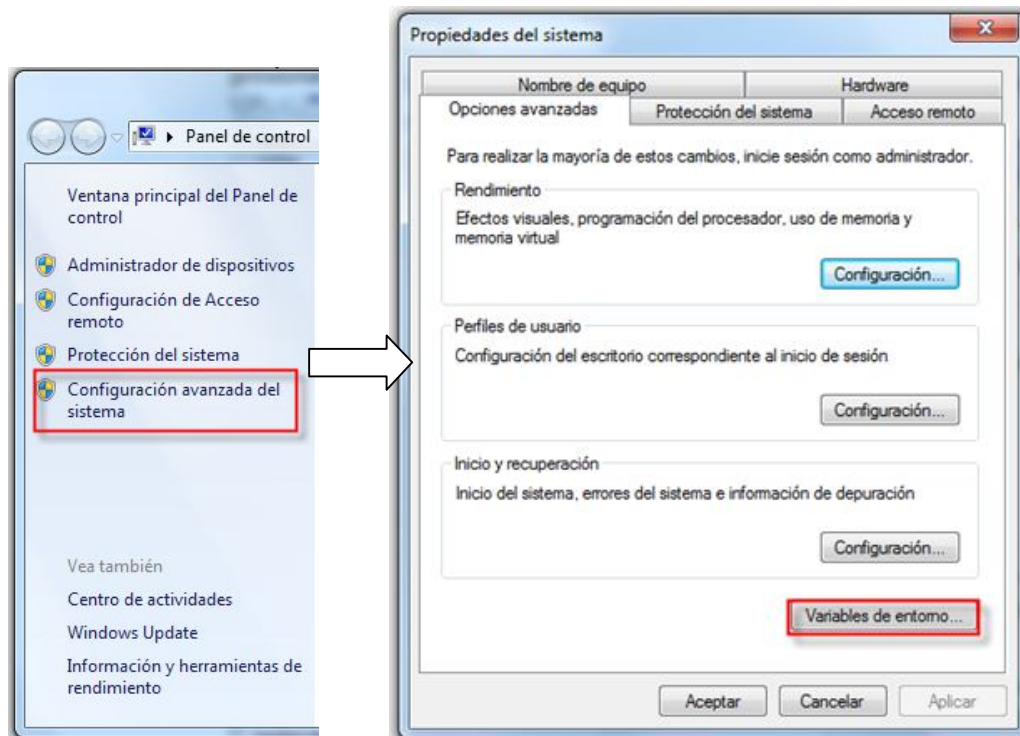 Panel de control
Ventana principal del Panel de
control
Administrador de dispositivos
Configuración de Acceso
remoto
Protección del sistema
Configuración avanzada del
sistema
Vea también
Centro de actividades
Windows Update
Información y herramientas de
rendimiento
Propiedades del sistema
Nombre de equipo
Hardware
Opciones avanzadas
Protección del sistema
Acceso remoto
Para realizar la mayoría de estos cambios, inicie sesión como administrador.
Rendimiento
Efectos visuales, programación del procesador, uso de memoria y
memoria virtual
Configuración...
Perfiles de usuario
Configuración del escritorio correspondiente al inicio de sesión
Configuración...
Inicio y recuperación
Inicio del sistema, errores del sistema e información de depuración
Configuración...
Variables de entorno...
Aceptar
Cancelar
Aplicar